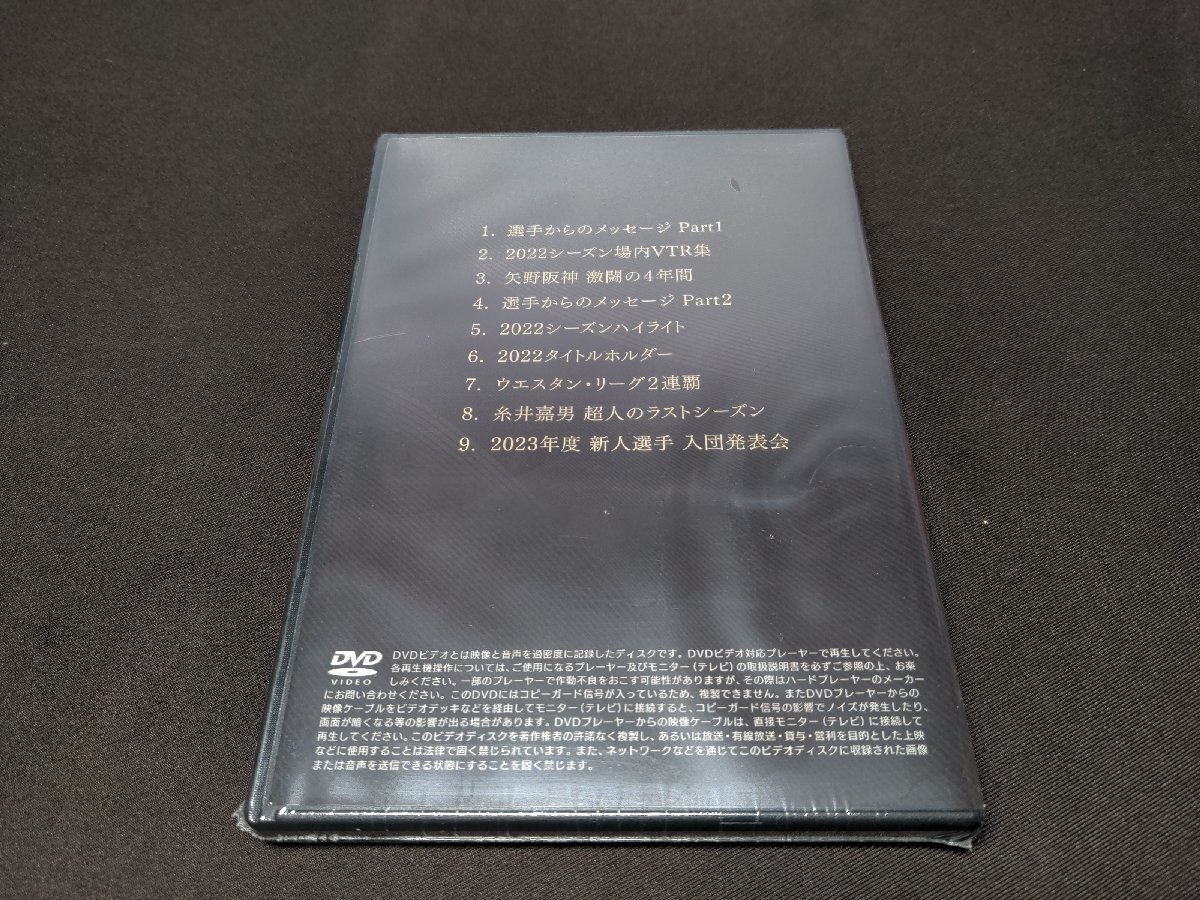 1. 選手からのメッセージ Part1
2. 2022シーズン場内VTR集
3. 矢野阪神 激闘の4年間
4. 選手からのメッセージ Part2
5. 2022シーズンハイライト
6. 2022タイトルホルダー
7. ウエスタン・リーグ2連覇
8. 糸井嘉男 超人のラストシーズン
9. 2023年度 新人選手 入団発表会
DVD
VIDEO
DVDビデオとは映像と音声を過密度に記録したディスクです。DVDビデオ対応プレーヤーで再生してください。
各再生機操作については、ご使用になるプレーヤー及びモニター（テレビ）の取扱説明書を必ずご参照の上、お楽
しみください。一部のプレーヤーで作動不良をおこす可能性がありますが、その際はハードプレーヤーのメーカー
にお問い合わせください。このDVDにはコピーガード信号が入っているため、複製できません。またDVDプレーヤーからの
映像ケーブルをビデオデッキなどを経由してモニター（テレビ）に接続すると、コピーガード信号の影響でノイズが発生したり、
画面が暗くなる等の影響が出る場合があります。DVDプレーヤーからの映像ケーブルは、直接モニター（テレビ）に接続して
再生してください。このビデオディスクを著作権者の許諾なく複製し、あるいは放送・有線放送・貸与・営利を目的とした上映
などに使用することは法律で固く禁じられています。また、ネットワークなどを通じてこのビデオディスクに収録された画像
または音声を送信できる状態にすることを固く禁じます。